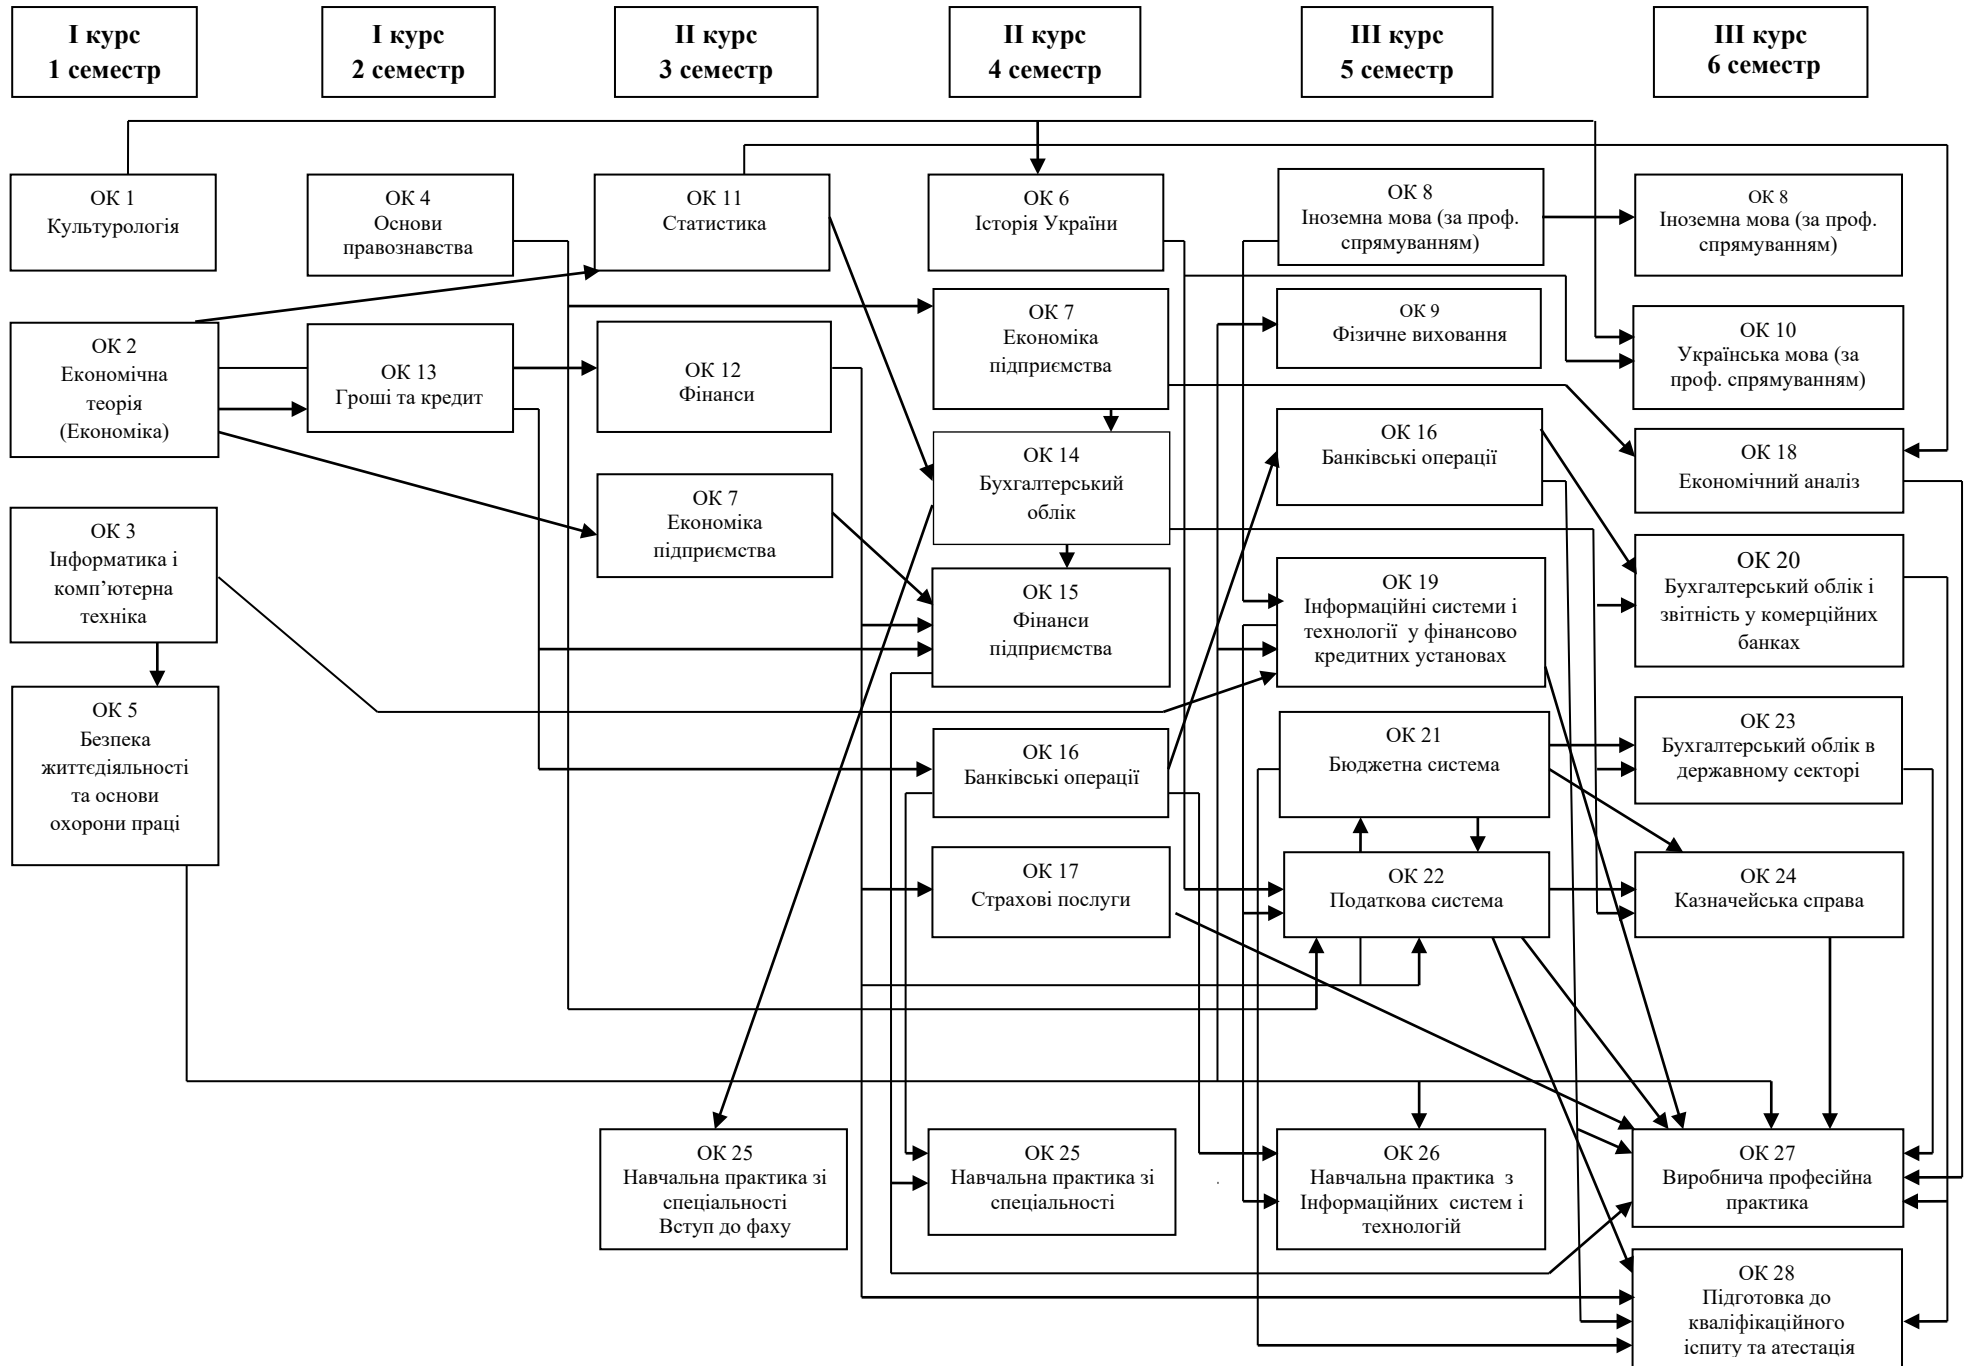 І курс
1 семестр
І курс
2 семестр
ІІ курс
3 семестр
ІІ курс
4 семестр
ІІІ курс
5 семестр
ІІІ курс
6 семестр
ОК 1
Культурологія
ОК 2
Економічна
теорія
(Економіка)
ОК 3
Інформатика і
комп’ютерна
техніка
ОК 5
Безпека
життєдіяльності
та основи
охорони праці
ОК 4
Основи
правознавства
ОК 13
Гроші та кредит
ОК 11
Статистика
ОК 12
Фінанси
ОК 7
Економіка
підприємства
ОК 25
Навчальна практика зі
спеціальності
Вступ до фаху
ОК 6
Історія України
ОК 7
Економіка
підприємства
ОК 14
Бухгалтерський
облік
ОК 15
Фінанси
підприємства
ОК 16
Банківські операції
ОК 17
Страхові послуги
ОК 25
Навчальна практика зі
спеціальності
ОК 8
Іноземна мова (за проф.
спрямуванням)
ОК 9
Фізичне виховання
ОК 16
Банківські операції
ОК 19
Інформаційні системи і
технології у фінансово
кредитних установах
ОК 21
Бюджетна система
ОК 22
Податкова система
ОК 26
Навчальна практика з
Інформаційних систем і
технологій
ОК 8
Іноземна мова (за проф.
спрямуванням)
ОК 10
Українська мова (за
проф. спрямуванням)
ОК 18
Економічний аналіз
ОК 20
Бухгалтерський облік і
звітність у комерційних
банках
ОК 23
Бухгалтерський облік в
державному секторі
ОК 24
Казначейська справа
ОК 27
Виробнича професійна
практика
ОК 28
Підготовка до
кваліфікаційного
іспиту та атестація